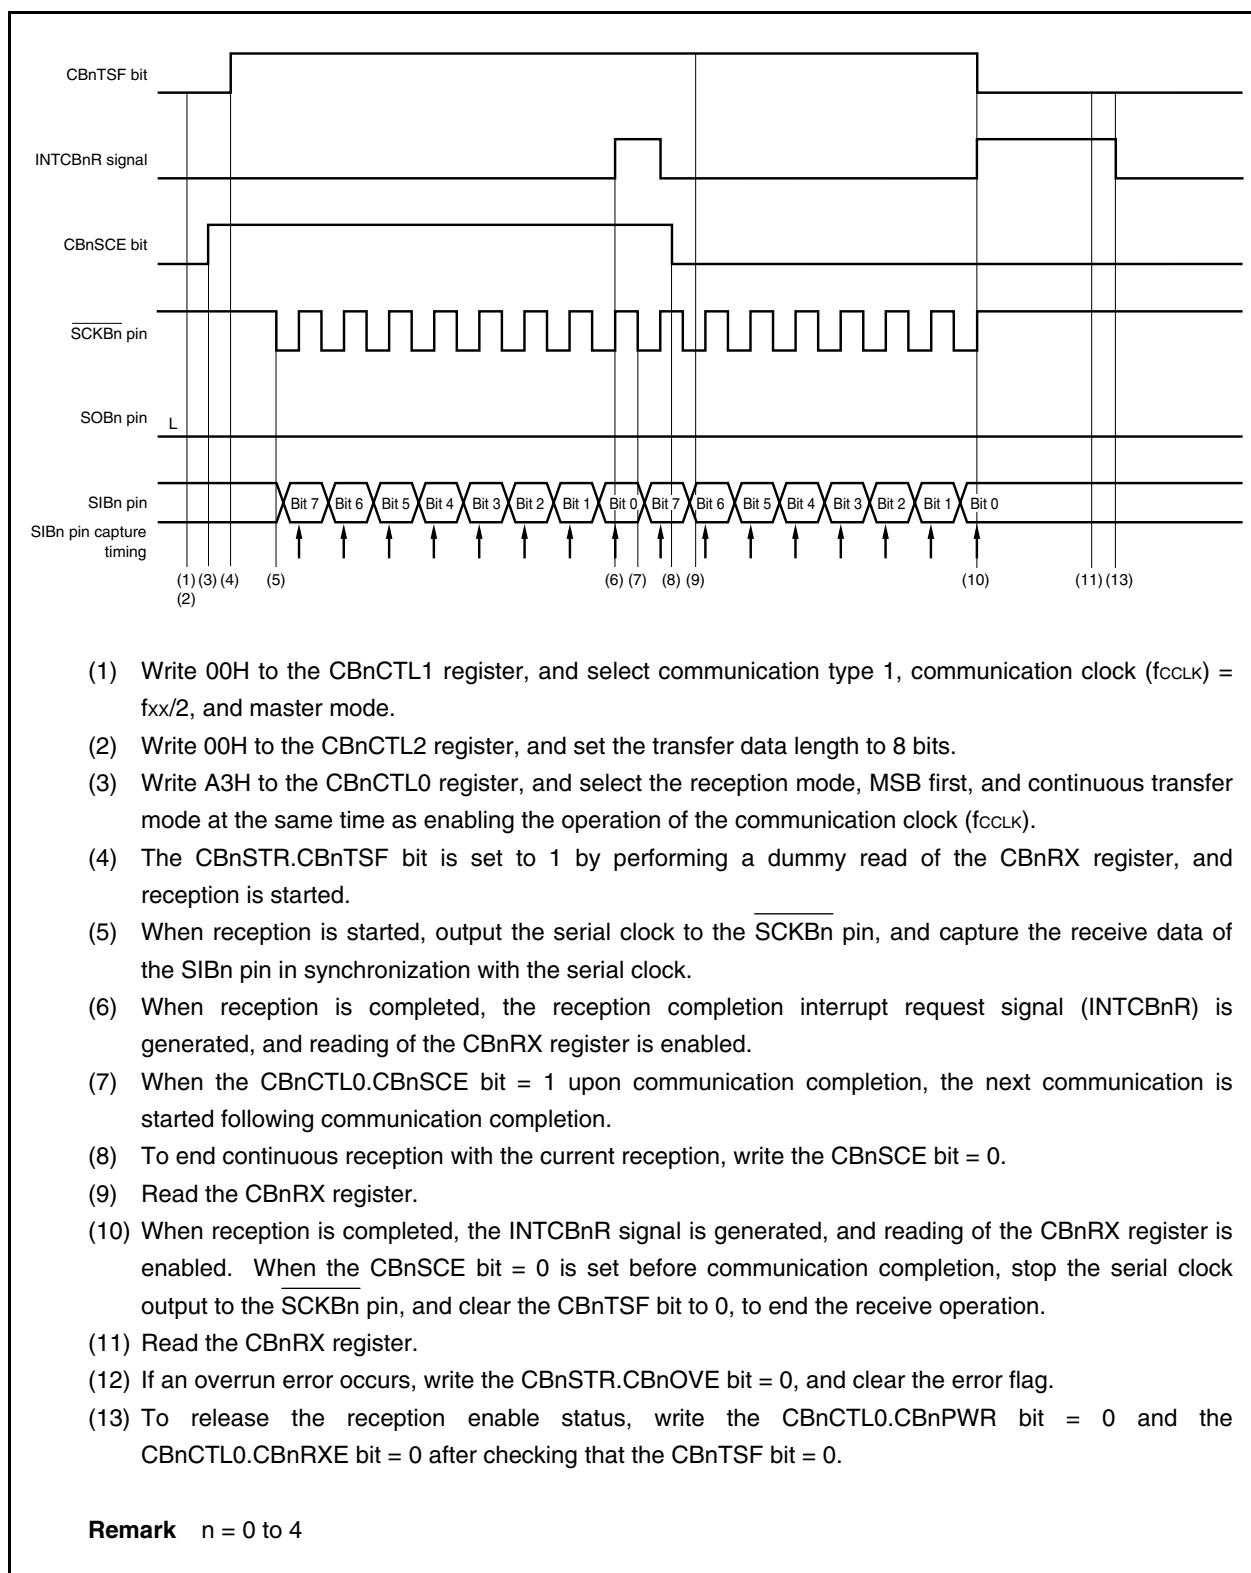 CBnTSF bit
INTCBnR signal
CBnSCE bit
SCKBn pin
SOBn pin L
SIBn pin Bit 7 Bit 6 Bit 5 Bit 4 Bit 3 Bit 2 Bit 1 Bit 0 Bit 7 Bit 6 Bit 5 Bit 4 Bit 3 Bit 2 Bit 1 Bit 0
SIBn pin capture
timing
(1) (3) (4) (5) (6) (7) (8) (9) (10) (11) (13)
(2)
(1) Write 00H to the CBnCTL1 register, and select communication type 1, communication clock (fCCLK) =
fxx/2, and master mode.
(2) Write 00H to the CBnCTL2 register, and set the transfer data length to 8 bits.
(3) Write A3H to the CBnCTL0 register, and select the reception mode, MSB first, and continuous transfer
mode at the same time as enabling the operation of the communication clock (fCCLK).
(4) The CBnSTR.CBnTSF bit is set to 1 by performing a dummy read of the CBnRX register, and
reception is started.
(5) When reception is started, output the serial clock to the SCKBn pin, and capture the receive data of
the SIBn pin in synchronization with the serial clock.
(6) When reception is completed, the reception completion interrupt request signal (INTCBnR) is
generated, and reading of the CBnRX register is enabled.
(7) When the CBnCTL0.CBnSCE bit = 1 upon communication completion, the next communication is
started following communication completion.
(8) To end continuous reception with the current reception, write the CBnSCE bit = 0.
(9) Read the CBnRX register.
(10) When reception is completed, the INTCBnR signal is generated, and reading of the CBnRX register is
enabled. When the CBnSCE bit = 0 is set before communication completion, stop the serial clock
output to the SCKBn pin, and clear the CBnTSF bit to 0, to end the receive operation.
(11) Read the CBnRX register.
(12) If an overrun error occurs, write the CBnSTR.CBnOVE bit = 0, and clear the error flag.
(13) To release the reception enable status, write the CBnCTL0.CBnPWR bit = 0 and the
CBnCTL0.CBnRXE bit = 0 after checking that the CBnTSF bit = 0.
Remark n = 0 to 4